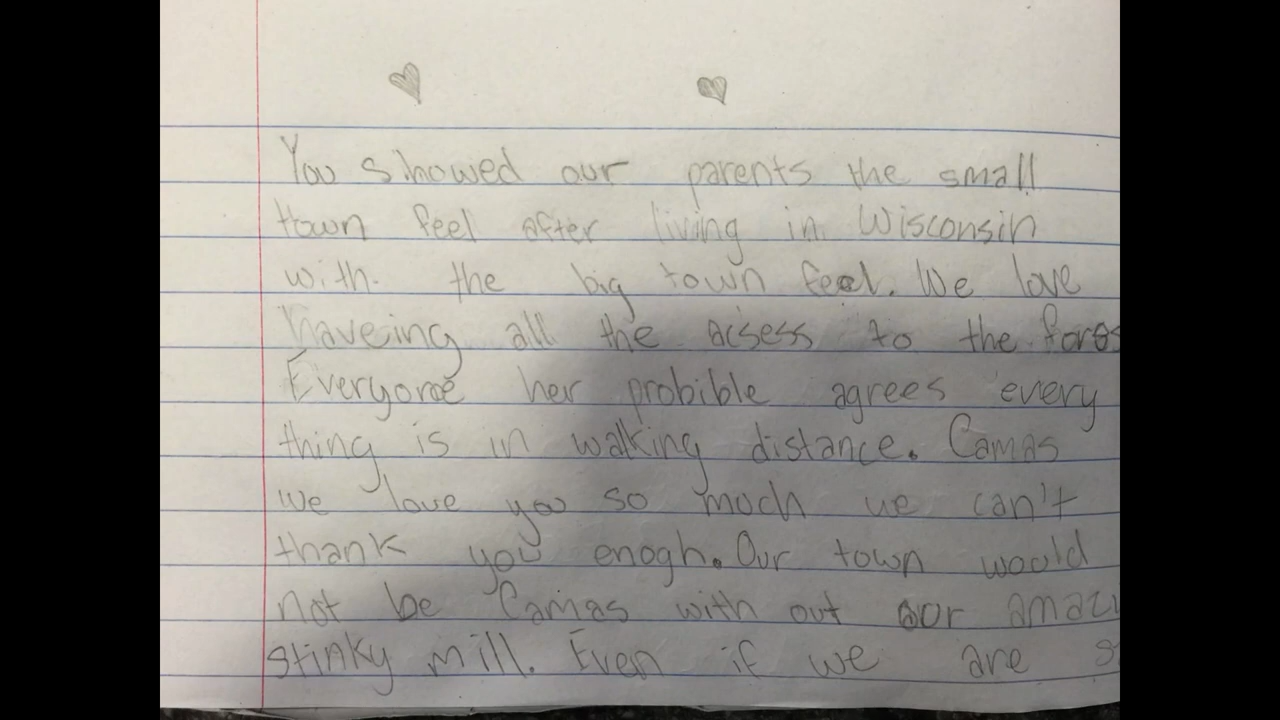 You showed our parents the small
town feel after living in Wisconsin
with the big town feel. We love
haveing all the acsess to the fores
Everyone her probible agrees every
thing is in walking distance. Camas
we love you so much we can't
thank you enogh. Our town would
not be Camas with out our amazi
stinky mill. Even if we are s